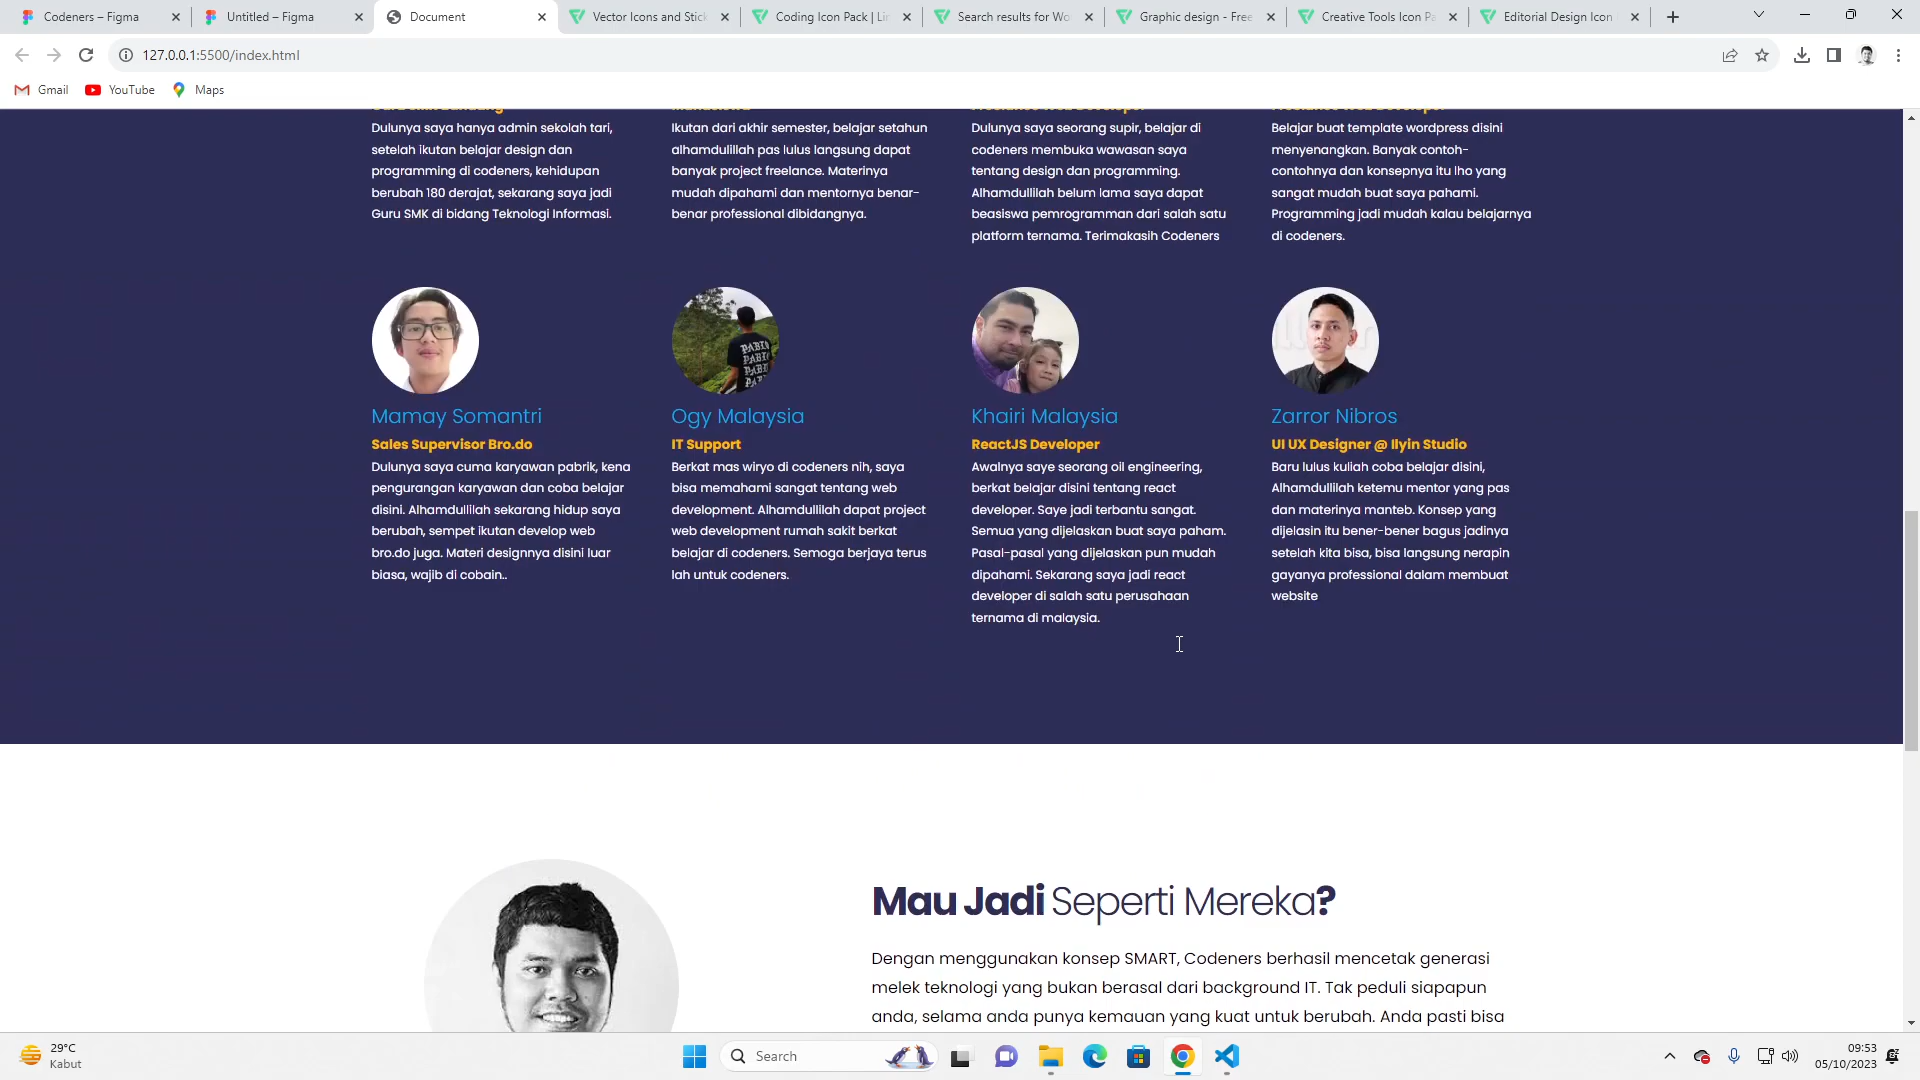 Codeners – Figma
Untitled – Figma
Document
Vector Icons and Stick
Coding Icon Pack | Lin
Search results for Wo
Graphic design - Free
Creative Tools Icon Pa
Editorial Design Icon
127.0.0.1:5500/index.html
Gmail
YouTube
Maps
Dulunya saya hanya admin sekolah tari,
setelah ikutan belajar design dan
programming di codeners, kehidupan
berubah 180 derajat, sekarang saya jadi
Guru SMK di bidang Teknologi Informasi.
Ikutan dari akhir semester, belajar setahun
alhamdulillah pas lulus langsung dapat
banyak project freelance. Materinya
mudah dipahami dan mentornya benar-
benar professional dibidangnya.
Dulunya saya seorang supir, belajar di
codeners membuka wawasan saya
tentang design dan programming.
Alhamdullilah belum lama saya dapat
beasiswa pemrogramman dari salah satu
platform ternama. Terimakasih Codeners
Belajar buat template wordpress disini
menyenangkan. Banyak contoh-
contohnya dan konsepnya itu lho yang
sangat mudah buat saya pahami.
Programming jadi mudah kalau belajarnya
di codeners.
PABLO
PABLO
PABLO
Mamay Somantri
Sales Supervisor Bro.do
Dulunya saya cuma karyawan pabrik, kena
pengurangan karyawan dan coba belajar
disini. Alhamdullilah sekarang hidup saya
berubah, sempet ikutan develop web
bro.do juga. Materi designnya disini luar
biasa, wajib di cobain..
Ogy Malaysia
IT Support
Berkat mas wiryo di codeners nih, saya
bisa memahami sangat tentang web
development. Alhamdullilah dapat project
web development rumah sakit berkat
belajar di codeners. Semoga berjaya terus
lah untuk codeners.
Khairi Malaysia
ReactJS Developer
Awalnya saye seorang oil engineering,
berkat belajar disini tentang react
developer. Saye jadi terbantu sangat.
Semua yang dijelaskan buat saya paham.
Pasal-pasal yang dijelaskan pun mudah
dipahami. Sekarang saya jadi react
developer di salah satu perusahaan
ternama di malaysia.
Zarror Nibros
UI UX Designer @ Ilyin Studio
Baru lulus kuliah coba belajar disini,
Alhamdullilah ketemu mentor yang pas
dan materinya manteb. Konsep yang
dijelasin itu bener-bener bagus jadinya
setelah kita bisa, bisa langsung nerapin
gayanya professional dalam membuat
website
Mau Jadi Seperti Mereka?
Dengan menggunakan konsep SMART, Codeners berhasil mencetak generasi
melek teknologi yang bukan berasal dari background IT. Tak peduli siapapun
anda, selama anda punya kemauan yang kuat untuk berubah. Anda pasti bisa
29°C
Kabut
Search
09:53
05/10/2023